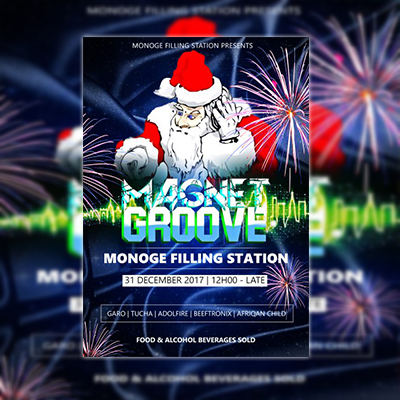 MONOGE FILLING STATION PRESENTS
MAGNET
GROOVE
MONOGE FILLING STATION
31 DECEMBER 2017 | 12H00 - LATE
GARO | TUCHA | ADOLFIRE | BEEFTRONIX | AFRIQAN CHILD
FOOD & ALCOHOL BEVERAGES SOLD